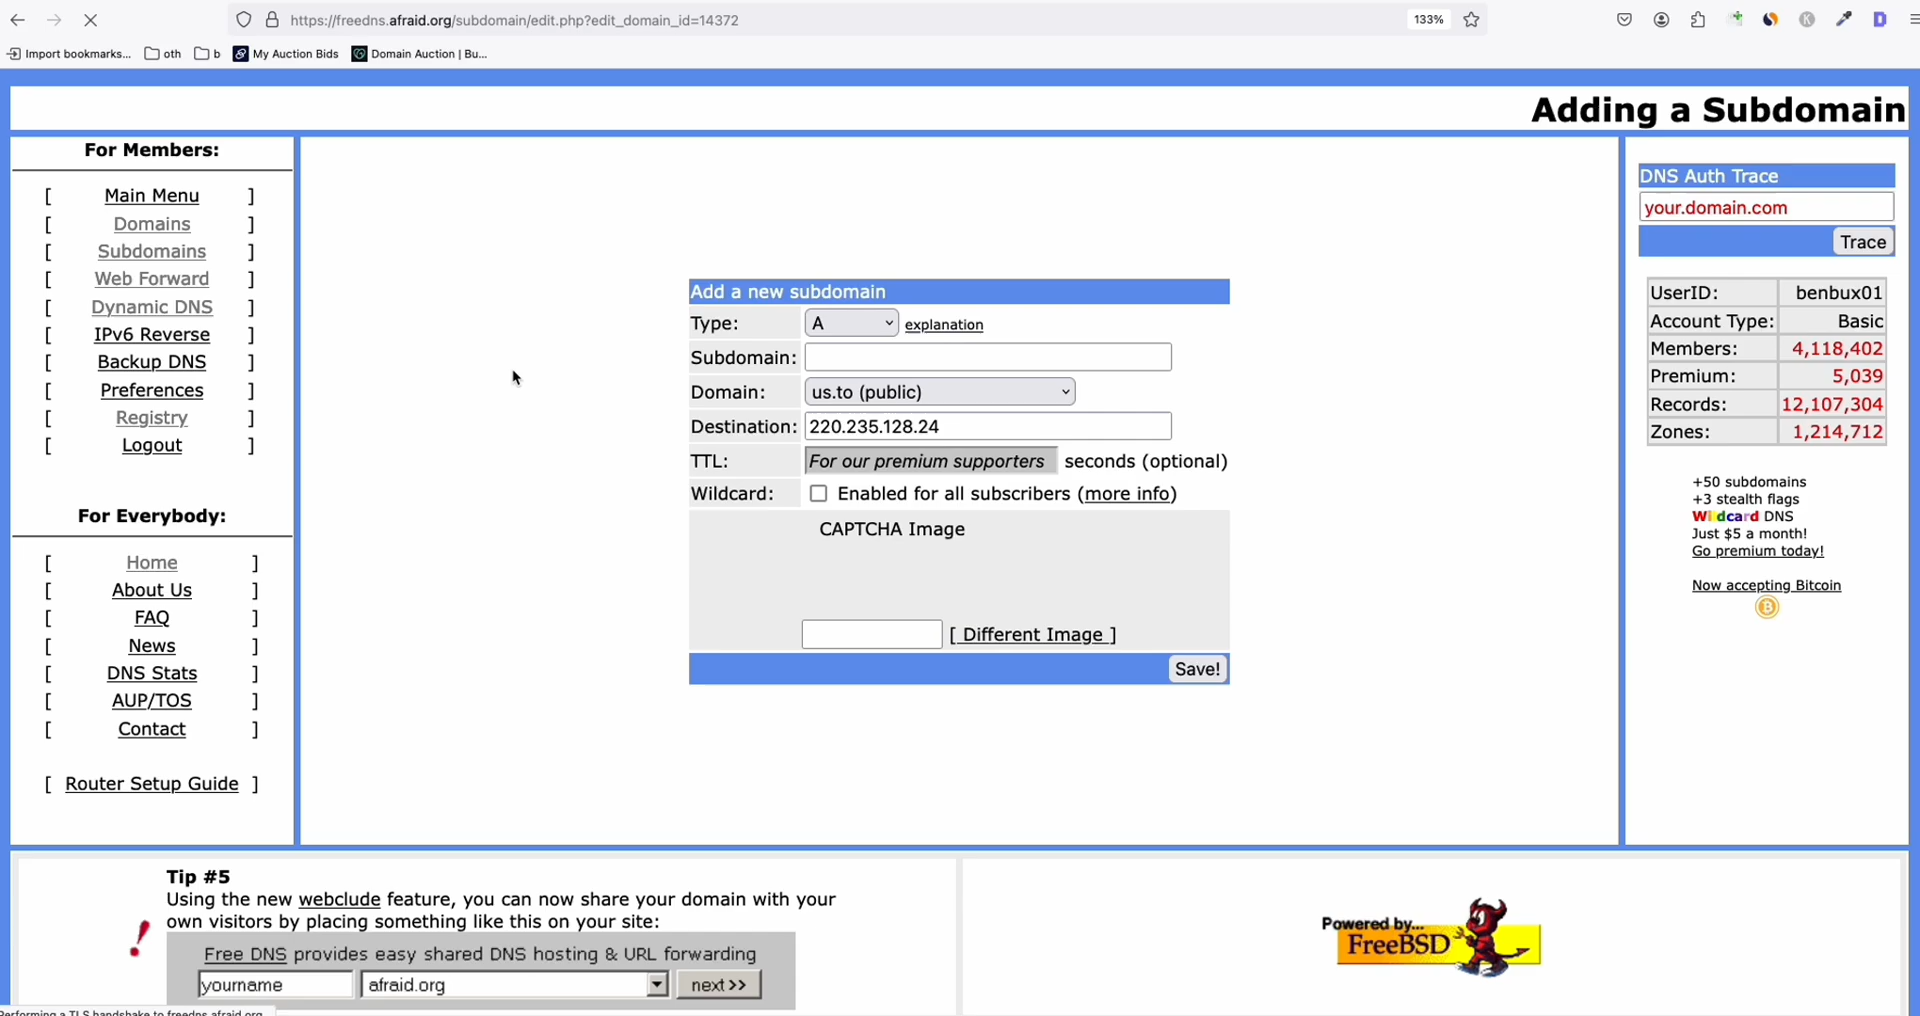 https://freedns.afraid.org/subdomain/edit.php?edit_domain_id=14372
133%
Import bookmarks...
oth
b
My Auction Bids
Domain Auction | Bu...
Adding a Subdomain
For Members:
[ Main Menu ]
[ Domains ]
[ Subdomains ]
[ Web Forward ]
[ Dynamic DNS ]
[ IPv6 Reverse ]
[ Backup DNS ]
[ Preferences ]
[ Registry ]
[ Logout ]
For Everybody:
[ Home ]
[ About Us ]
[ FAQ ]
[ News ]
[ DNS Stats ]
[ AUP/TOS ]
[ Contact ]
[ Router Setup Guide ]
Add a new subdomain
Type: A explanation
Subdomain:
Domain: us.to (public)
Destination: 220.235.128.24
TTL: For our premium supporters seconds (optional)
Wildcard: Enabled for all subscribers (more info)
CAPTCHA Image
[ Different Image ]
Save!
DNS Auth Trace
your.domain.com
Trace
UserID: benbux01
Account Type: Basic
Members: 4,118,402
Premium: 5,039
Records: 12,107,304
Zones: 1,214,712
+50 subdomains
+3 stealth flags
Wildcard DNS
Just $5 a month!
Go premium today!
Now accepting Bitcoin
Tip #5
Using the new webclude feature, you can now share your domain with your
own visitors by placing something like this on your site:
Free DNS provides easy shared DNS hosting & URL forwarding
yourname afraid.org next >>
Powered by...
FreeBSD
Performing a TLS handshake to freedns.afraid.org